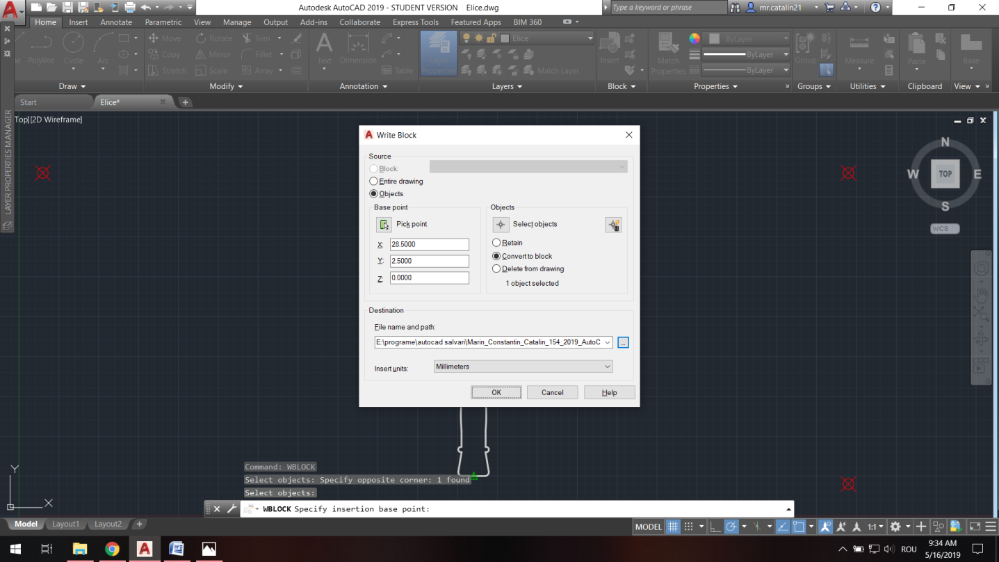 Autodesk AutoCAD 2019 - STUDENT VERSION Elice.dwg
Type a keyword or phrase
mr.catalin21
Home Insert Annotate Parametric View Manage Output Add-ins Collaborate Express Tools Featured Apps BIM 360
Polyline Circle Arc
Move Rotate Trim
Copy Mirror Fillet
Stretch Scale Array
Text Dimension Table
Layer Properties
Elice
Match Layer
Insert
Match Properties
ByLayer
ByLayer
ByLayer
Group
Measure
Paste
Base
Draw Modify Annotation Layers Block Properties Groups Utilities Clipboard View
Start Elice*
Top][2D Wireframe]
LAYER PROPERTIES MANAGER
N
W TOP E
S
WCS
Write Block
Source
Block:
Entire drawing
Objects
Base point
Pick point
X: 28.5000
Y: 2.5000
Z: 0.0000
Objects
Select objects
Retain
Convert to block
Delete from drawing
1 object selected
Destination
File name and path:
E:\programe\autocad salvari\Marin_Constantin_Catalin_154_2019_AutoC
...
Insert units: Millimeters
OK Cancel Help
Command: WBLOCK
Select objects: Specify opposite corner: 1 found
Select objects:
WBLOCK Specify insertion base point:
Y
X
Model Layout1 Layout2
MODEL 1:1
ROU
9:34 AM
5/16/2019